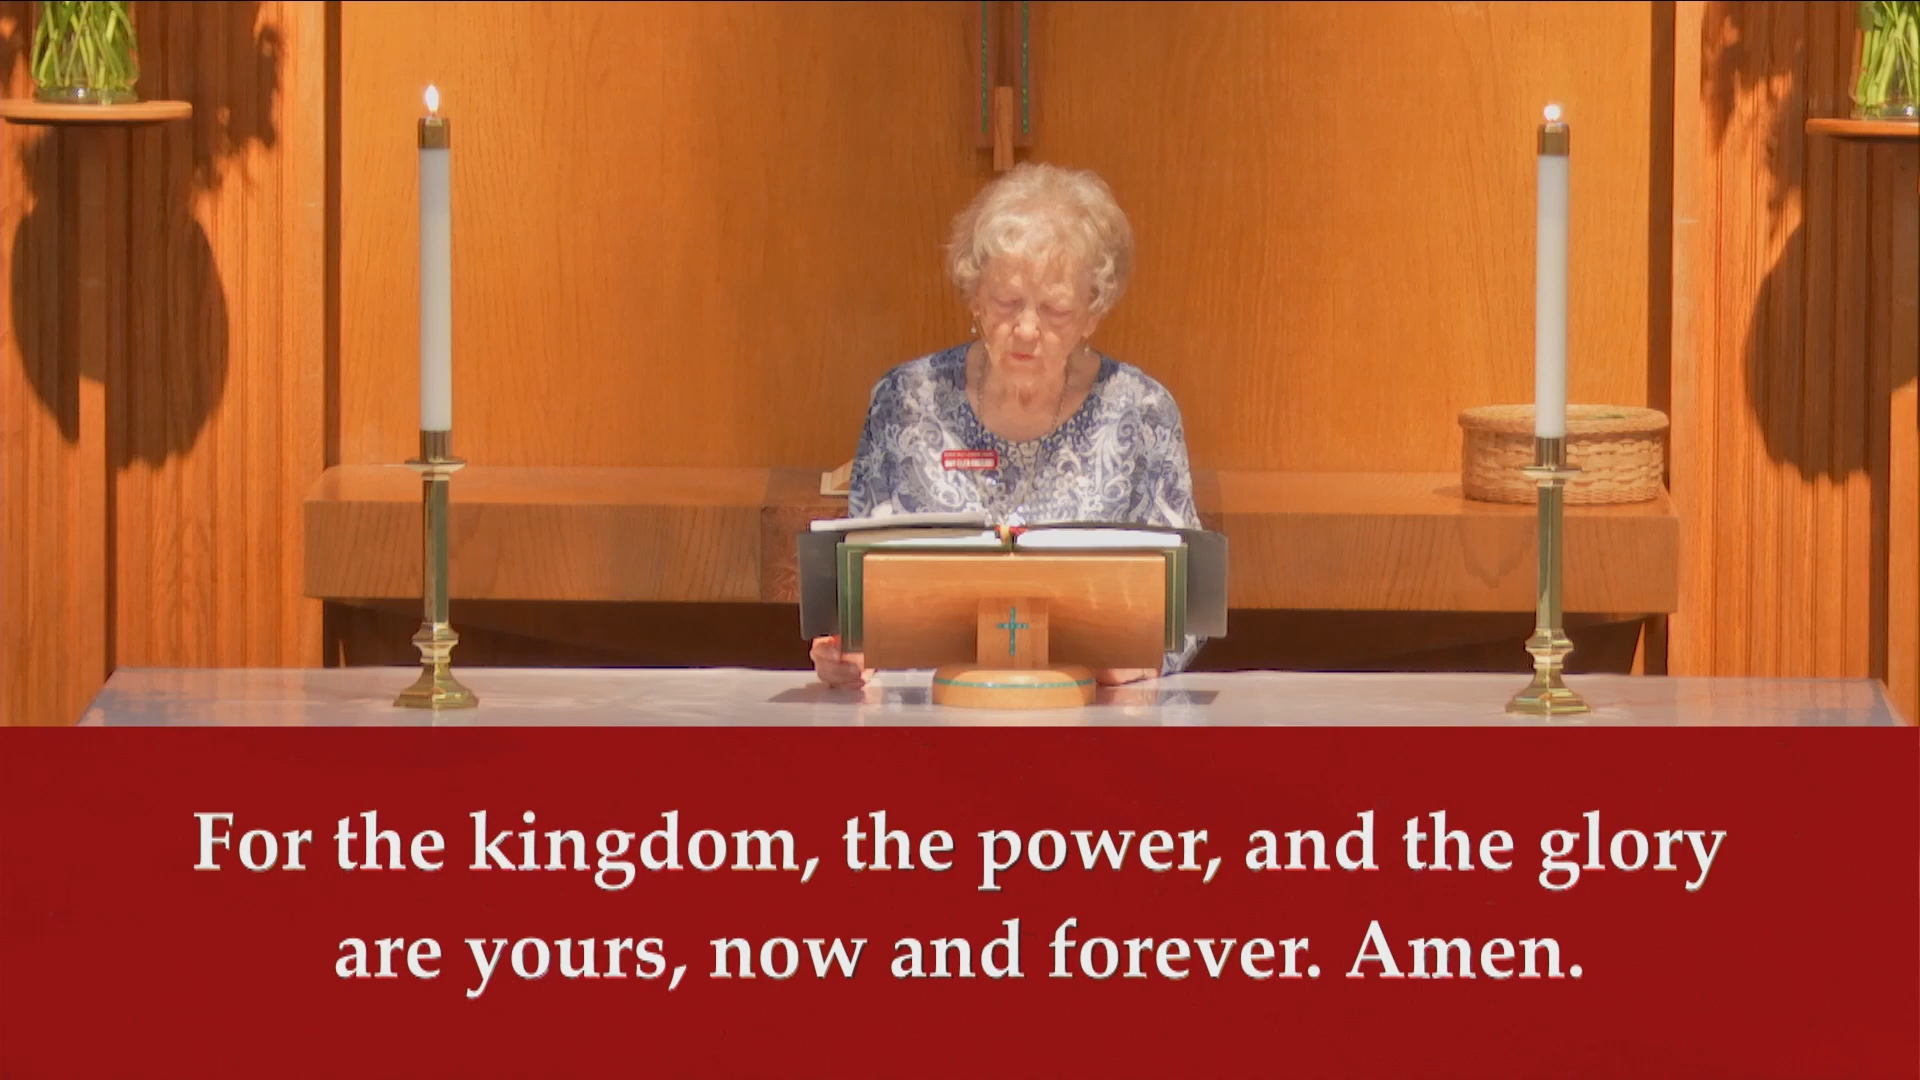 For the kingdom, the power, and the glory
are yours, now and forever. Amen.